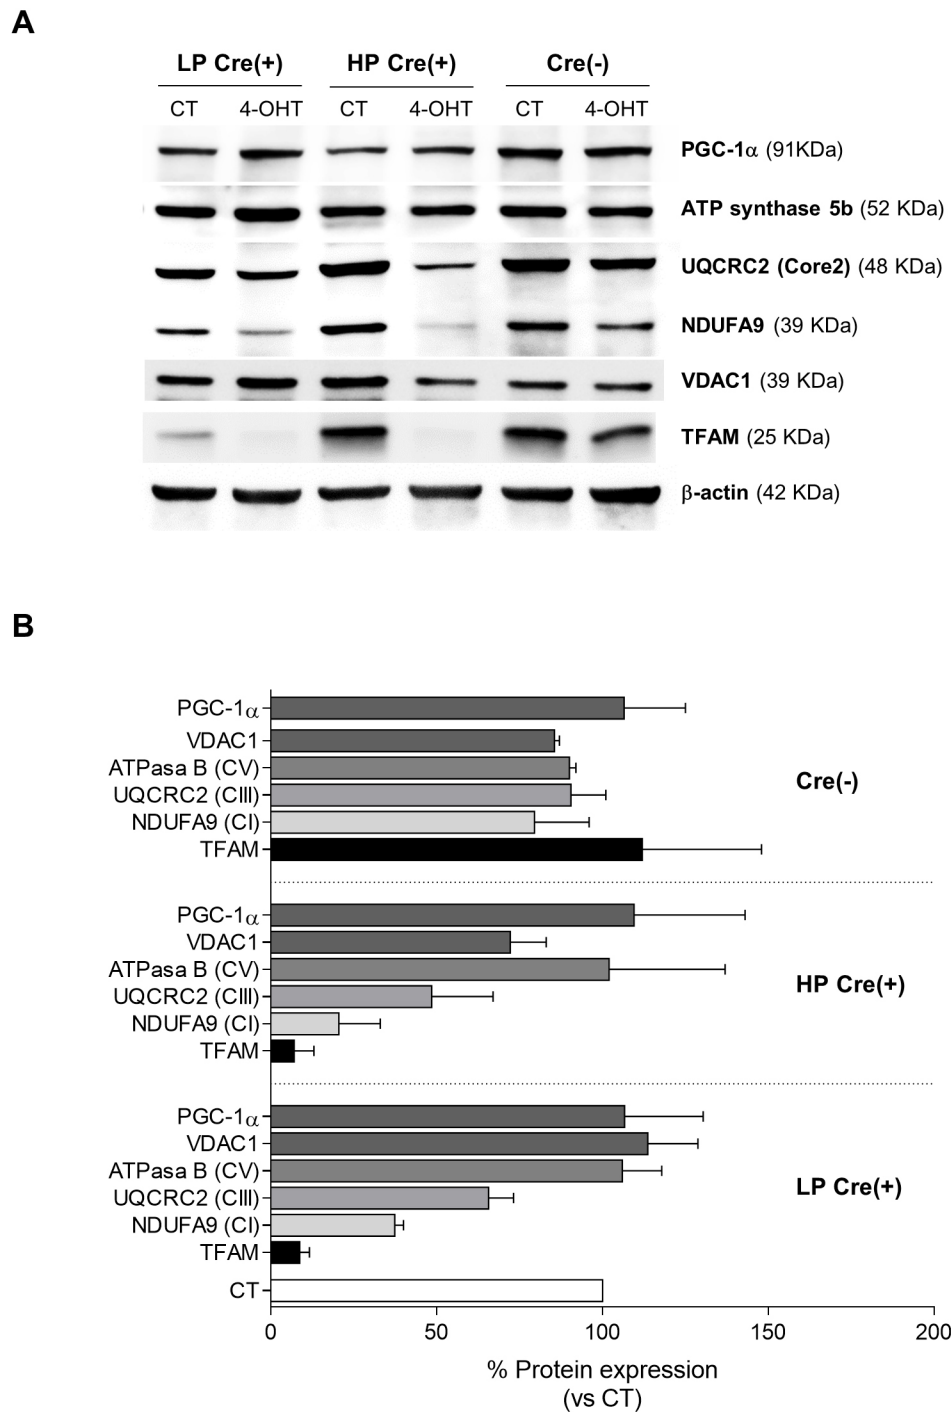 A
LP Cre(+) HP Cre(+) Cre(-)
CT 4-OHT CT 4-OHT CT 4-OHT
PGC-1α (91KDa)
ATP synthase 5b (52 KDa)
UQCRC2 (Core2) (48 KDa)
NDUFA9 (39 KDa)
VDAC1 (39 KDa)
TFAM (25 KDa)
β-actin (42 KDa)
B
PGC-1α
VDAC1
ATPasa B (CV)
UQCRC2 (CIII)
NDUFA9 (CI)
TFAM
Cre(-)
PGC-1α
VDAC1
ATPasa B (CV)
UQCRC2 (CIII)
NDUFA9 (CI)
TFAM
HP Cre(+)
PGC-1α
VDAC1
ATPasa B (CV)
UQCRC2 (CIII)
NDUFA9 (CI)
TFAM
LP Cre(+)
CT
0 50 100 150 200
% Protein expression
(vs CT)